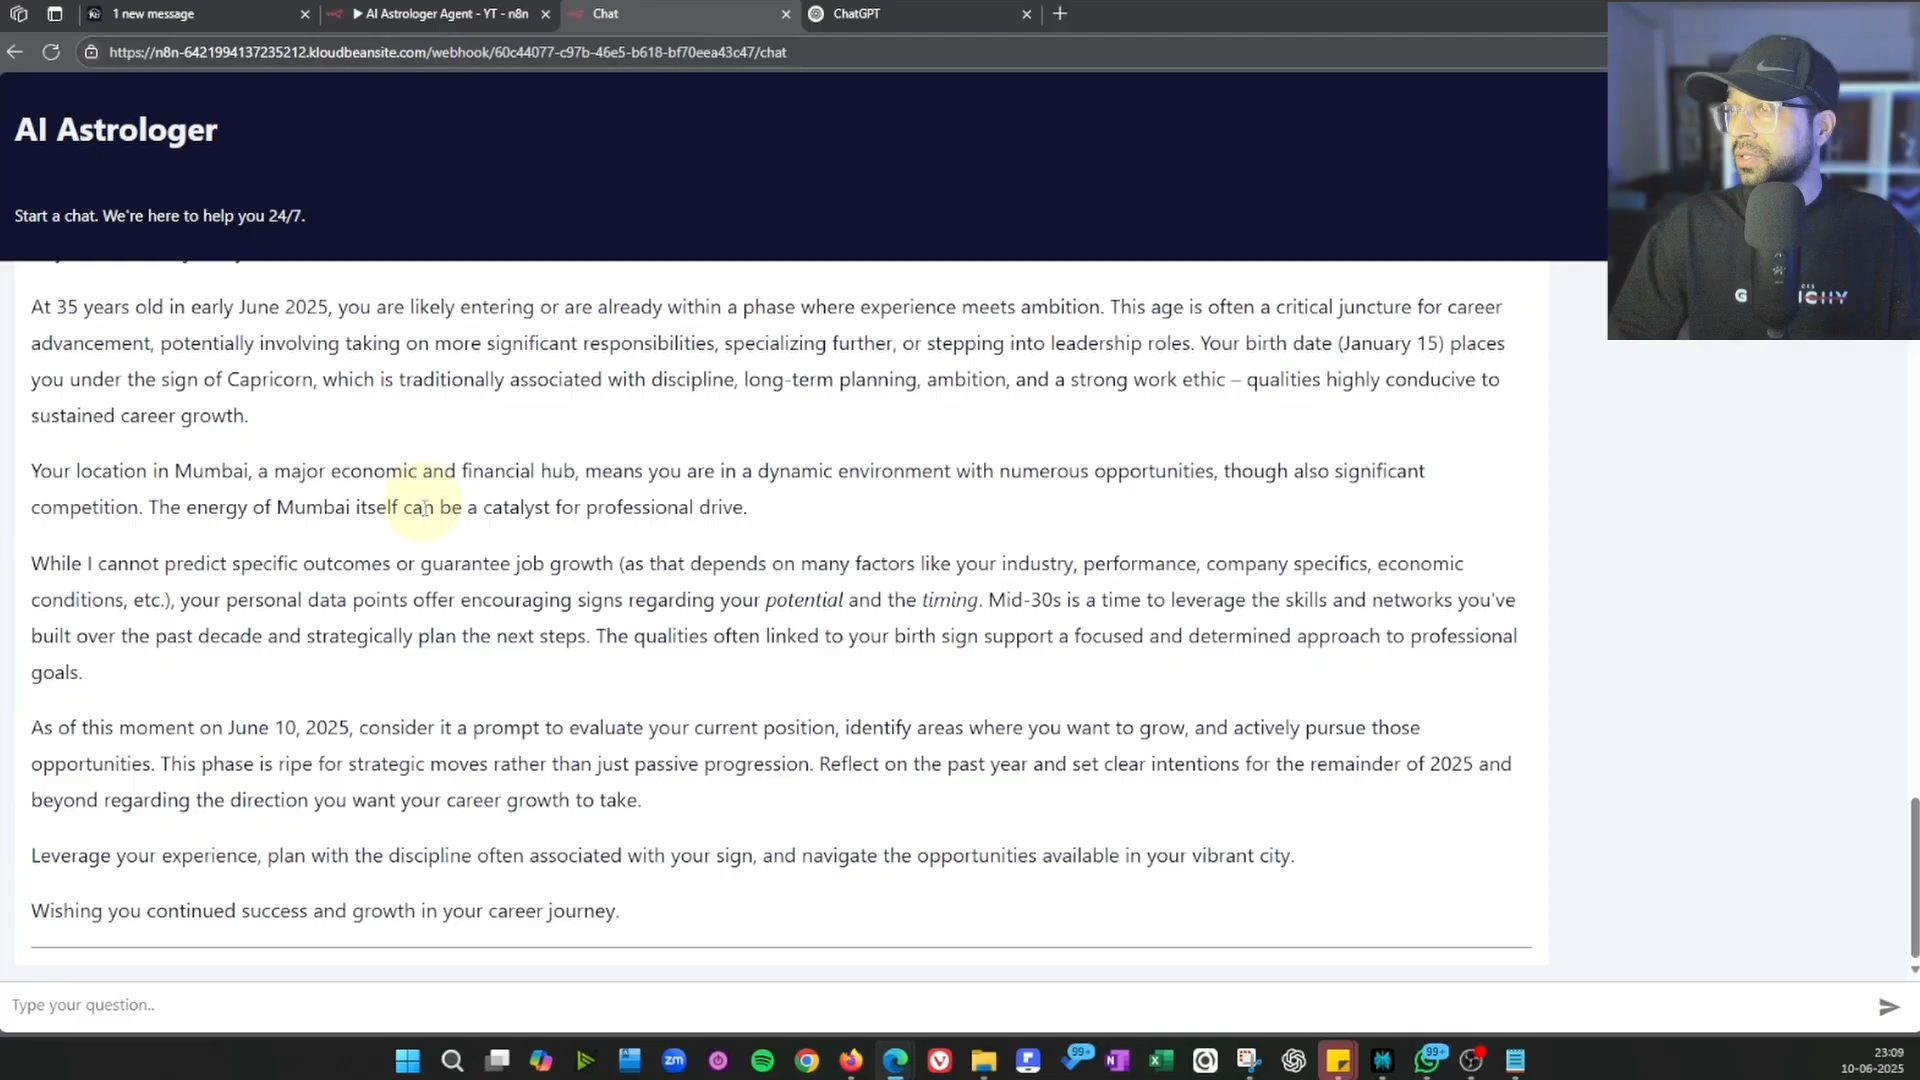 1 new message
AI Astrologer Agent - YT - n8n
Chat
ChatGPT
https://n8n-6421994137235212.kloudbeansite.com/webhook/60c44077-c97b-46e5-b618-bf70eea43c47/chat
AI Astrologer
Start a chat. We're here to help you 24/7.
At 35 years old in early June 2025, you are likely entering or are already within a phase where experience meets ambition. This age is often a critical juncture for career
advancement, potentially involving taking on more significant responsibilities, specializing further, or stepping into leadership roles. Your birth date (January 15) places
you under the sign of Capricorn, which is traditionally associated with discipline, long-term planning, ambition, and a strong work ethic – qualities highly conducive to
sustained career growth.
Your location in Mumbai, a major economic and financial hub, means you are in a dynamic environment with numerous opportunities, though also significant
competition. The energy of Mumbai itself can be a catalyst for professional drive.
While I cannot predict specific outcomes or guarantee job growth (as that depends on many factors like your industry, performance, company specifics, economic
conditions, etc.), your personal data points offer encouraging signs regarding your potential and the timing. Mid-30s is a time to leverage the skills and networks you've
built over the past decade and strategically plan the next steps. The qualities often linked to your birth sign support a focused and determined approach to professional
goals.
As of this moment on June 10, 2025, consider it a prompt to evaluate your current position, identify areas where you want to grow, and actively pursue those
opportunities. This phase is ripe for strategic moves rather than just passive progression. Reflect on the past year and set clear intentions for the remainder of 2025 and
beyond regarding the direction you want your career growth to take.
Leverage your experience, plan with the discipline often associated with your sign, and navigate the opportunities available in your vibrant city.
Wishing you continued success and growth in your career journey.
Type your question..
zm
99+
99+
23:09
10-06-2025